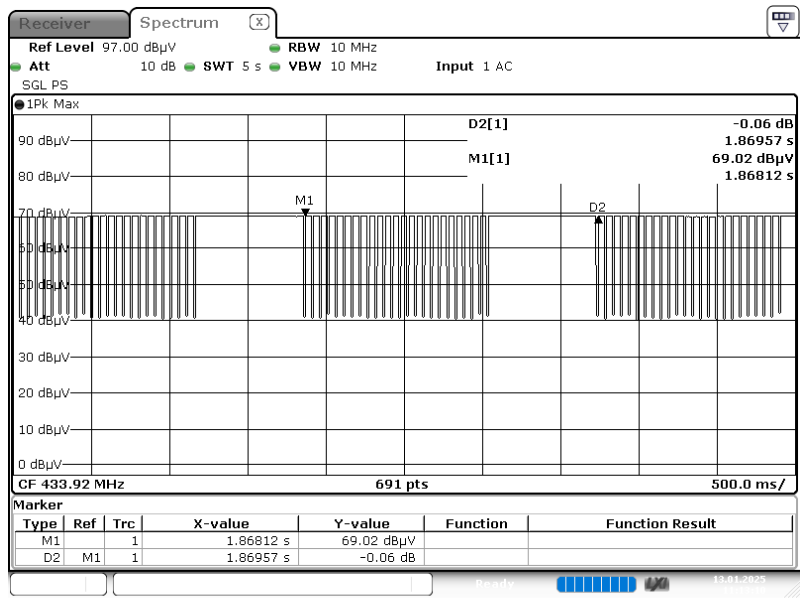 Receiver Spectrum X
Ref Level 97.00 dBµV RBW 10 MHz
Att 10 dB SWT 5 s VBW 10 MHz Input 1 AC
SGL PS
1Pk Max
D2[1] -0.06 dB
1.86957 s
M1[1] 69.02 dBµV
1.86812 s
90 dBµV
80 dBµV
M1
D2
70 dBµV
60 dBµV
50 dBµV
40 dBµV
30 dBµV
20 dBµV
10 dBµV
0 dBµV
CF 433.92 MHz 691 pts 500.0 ms/
Marker
Type Ref Trc X-value Y-value Function Function Result
M1 1 1.86812 s 69.02 dBµV
D2 M1 1 1.86957 s -0.06 dB
Ready 13.01.2025